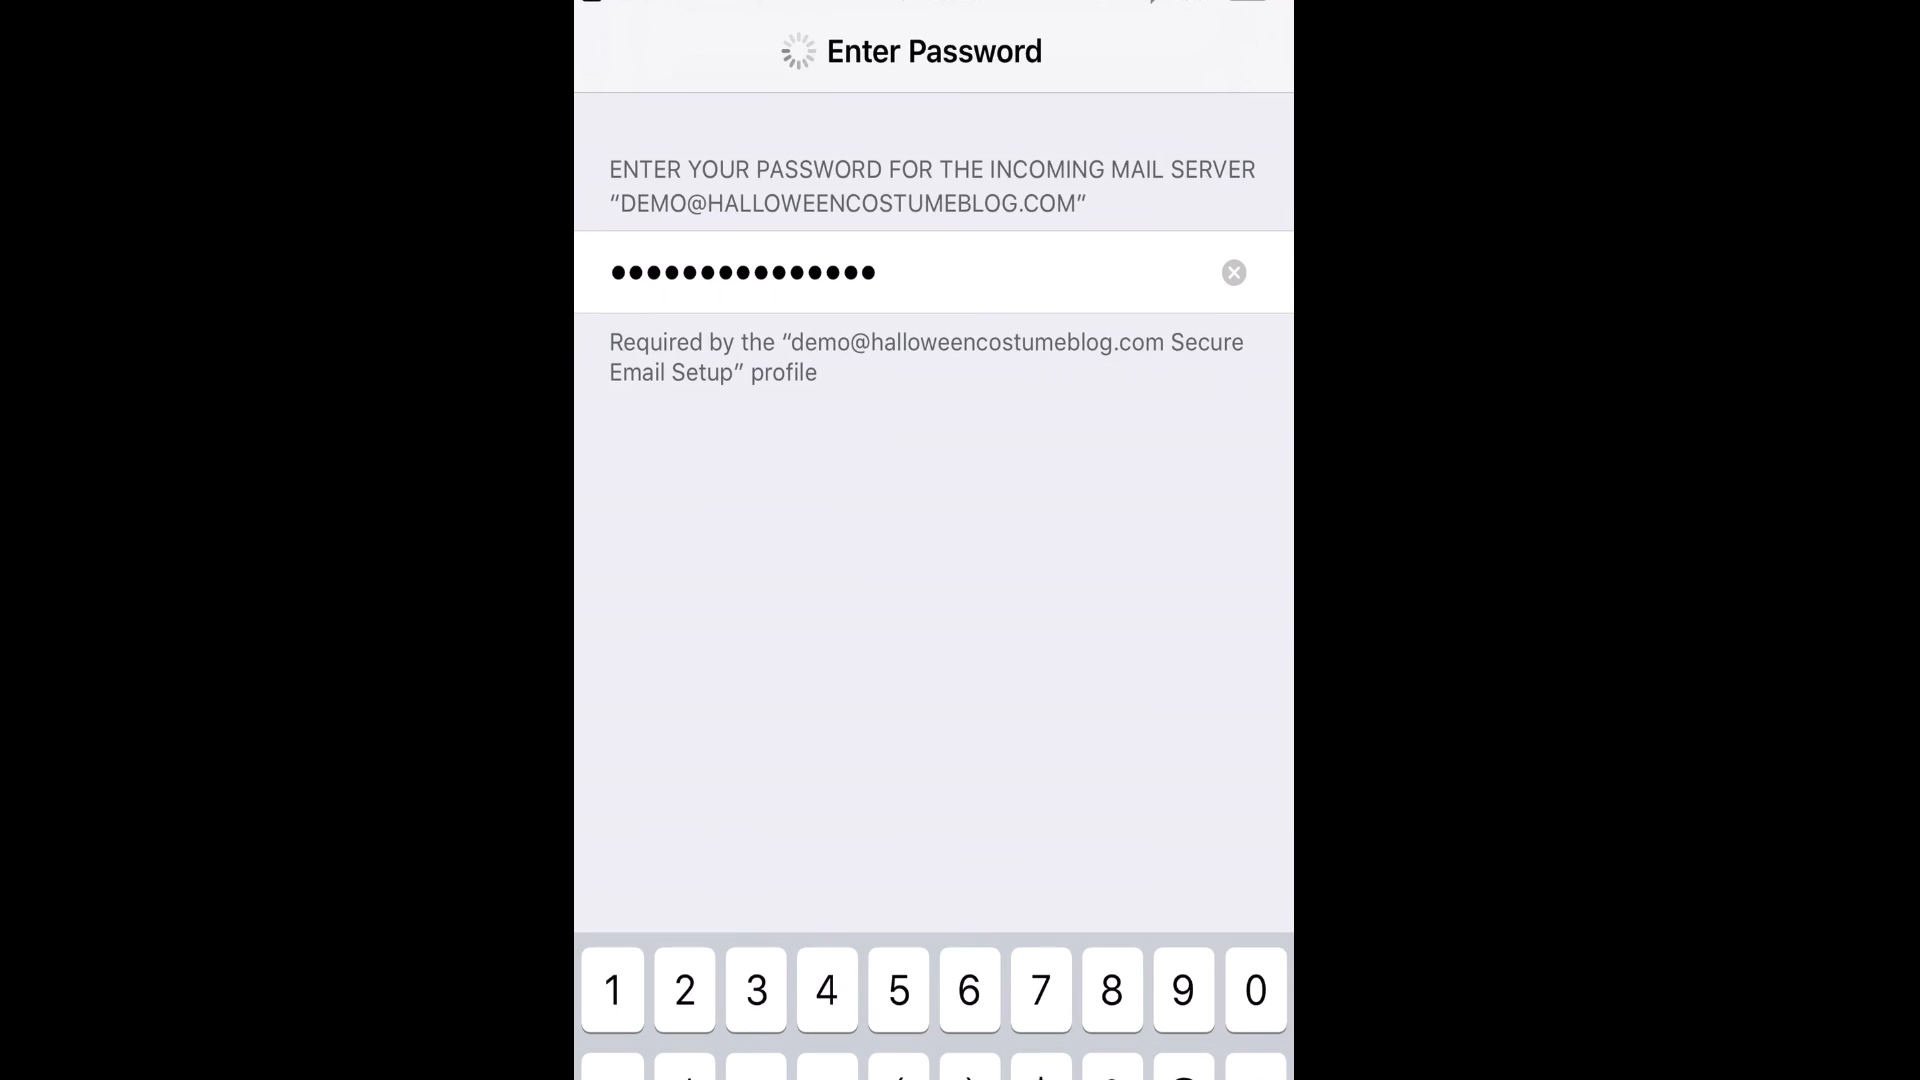 Enter Password
ENTER YOUR PASSWORD FOR THE INCOMING MAIL SERVER
“DEMO@HALLOWEENCOSTUMEBLOG.COM”
●●●●●●●●●●●●●●●
Required by the “demo@halloweencostumeblog.com Secure
Email Setup” profile
1 2 3 4 5 6 7 8 9 0